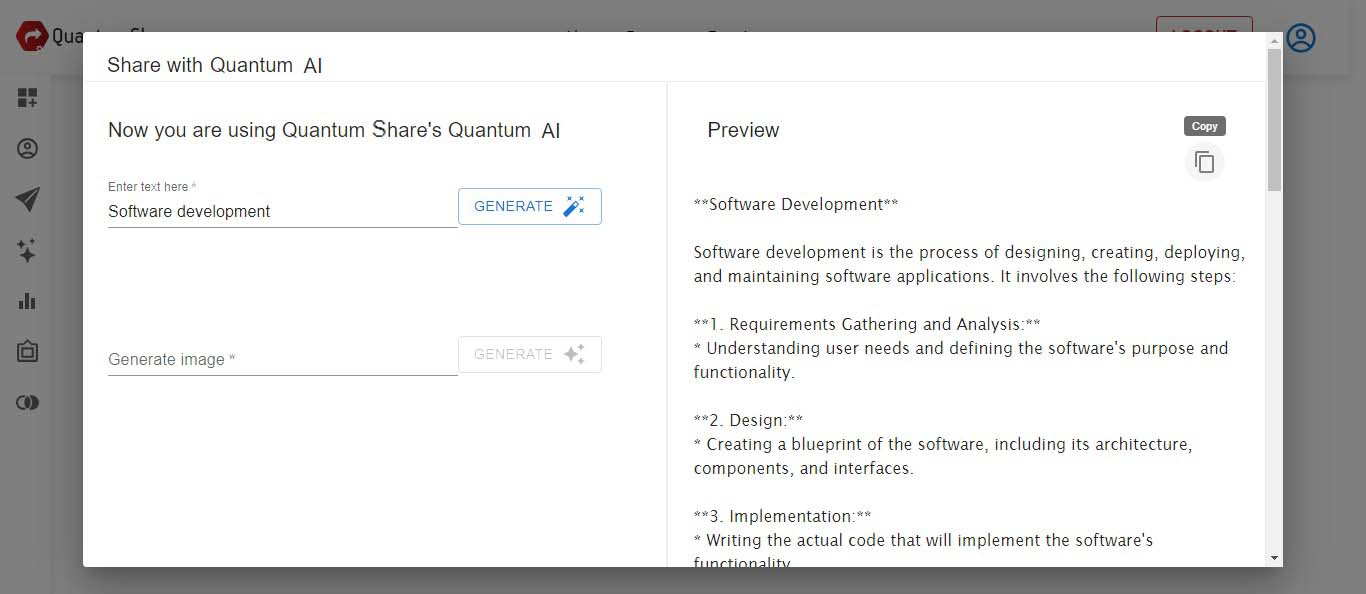 Share with Quantum AI
Now you are using Quantum Share's Quantum AI
Enter text here *
Software development
GENERATE
Generate image *
GENERATE
Preview
Copy
**Software Development**
Software development is the process of designing, creating, deploying,
and maintaining software applications. It involves the following steps:
**1. Requirements Gathering and Analysis:**
* Understanding user needs and defining the software's purpose and
functionality.
**2. Design:**
* Creating a blueprint of the software, including its architecture,
components, and interfaces.
**3. Implementation:**
* Writing the actual code that will implement the software's
functionality